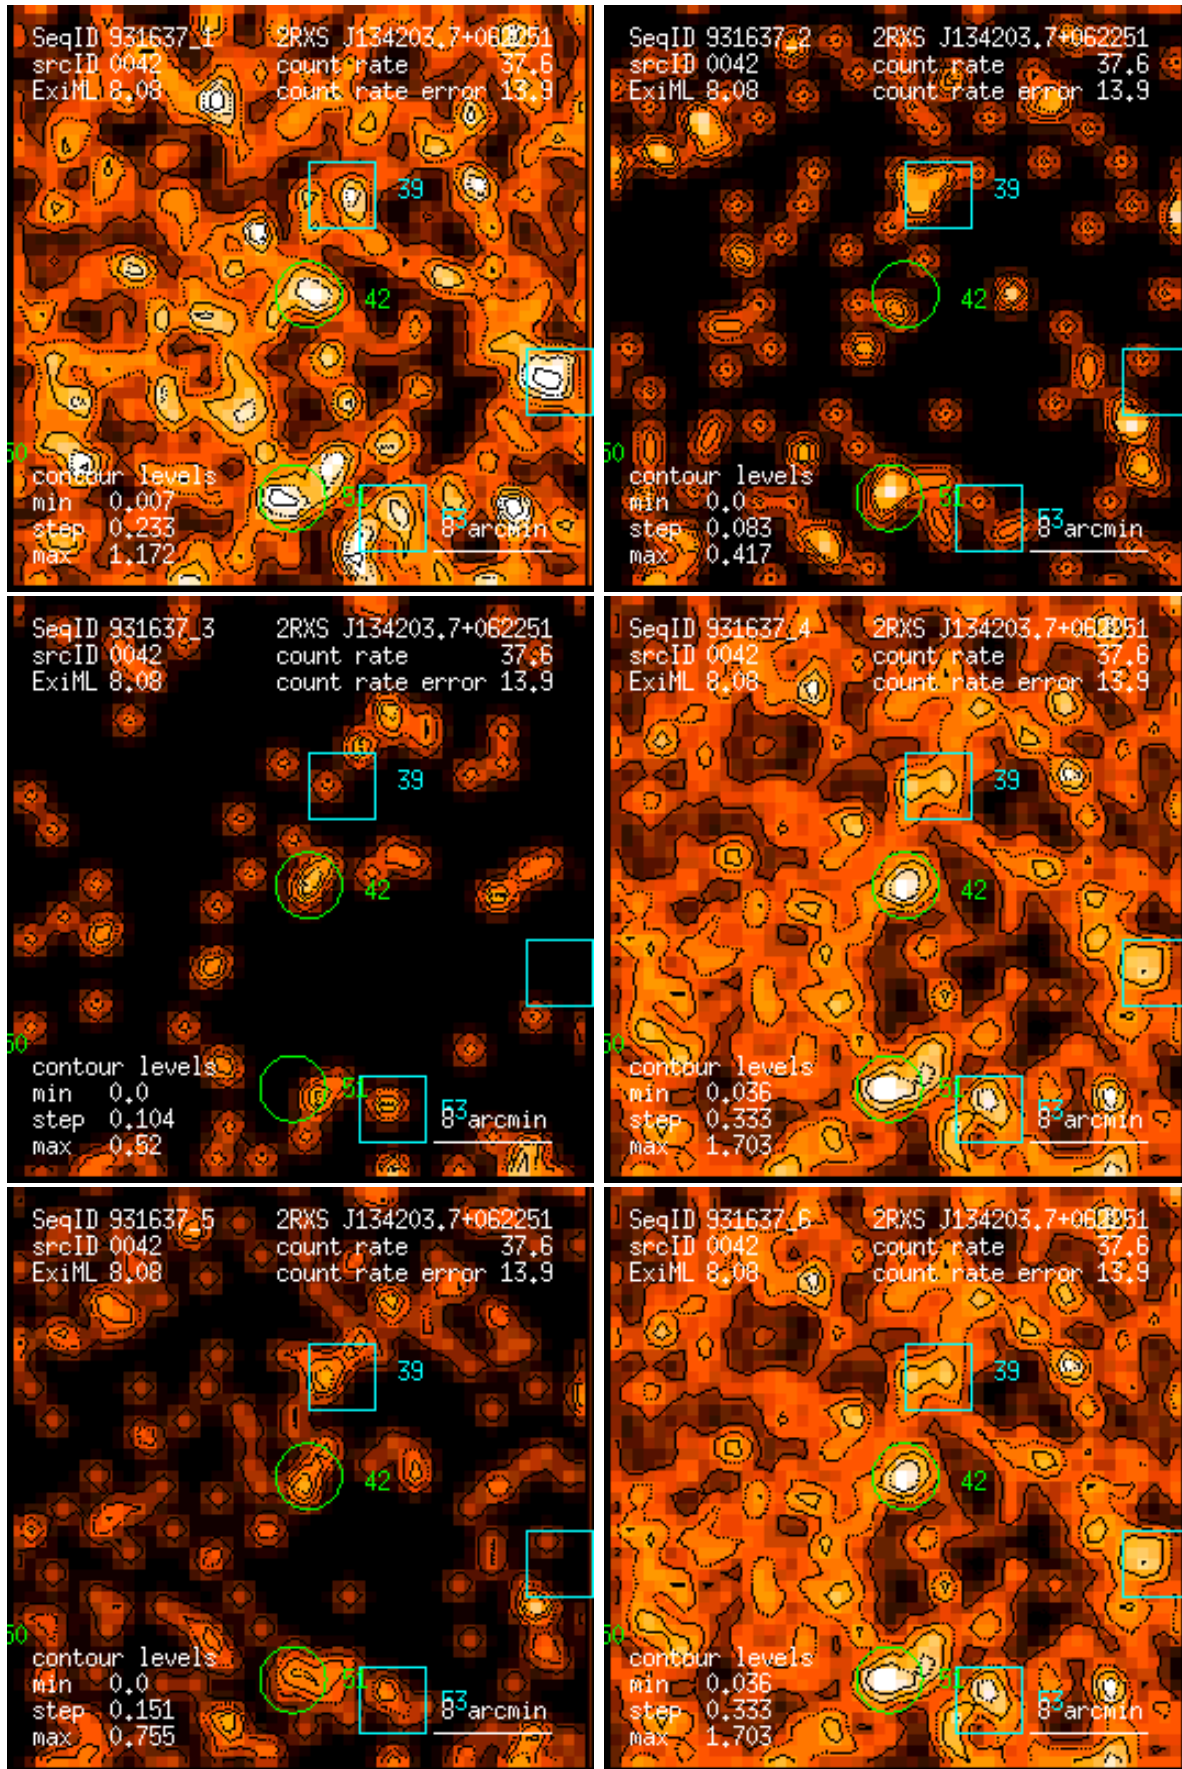 SeqID 931637_1 2RXS J134203.7+062251
srcID 0042 count rate 37.6
ExiML 8.08 count rate error 13.9
39
42
50
contour levels
min 0.007
51
step 0.233
53
max 1.172
8 arcmin
SeqID 931637_2 2RXS J134203.7+062251
srcID 0042 count rate 37.6
ExiML 8.08 count rate error 13.9
39
42
50
contour levels
min 0.0
51
step 0.083
53
max 0.417
8 arcmin
SeqID 931637_3 2RXS J134203.7+062251
srcID 0042 count rate 37.6
ExiML 8.08 count rate error 13.9
39
42
50
contour levels
min 0.0
51
step 0.104
53
max 0.52
8 arcmin
SeqID 931637_4 2RXS J134203.7+062251
srcID 0042 count rate 37.6
ExiML 8.08 count rate error 13.9
39
42
50
contour levels
min 0.036
51
step 0.333
53
max 1.703
8 arcmin
SeqID 931637_5 2RXS J134203.7+062251
srcID 0042 count rate 37.6
ExiML 8.08 count rate error 13.9
39
42
50
contour levels
min 0.0
51
step 0.151
53
max 0.755
8 arcmin
SeqID 931637_6 2RXS J134203.7+062251
srcID 0042 count rate 37.6
ExiML 8.08 count rate error 13.9
39
42
50
contour levels
min 0.036
51
step 0.333
53
max 1.703
8 arcmin